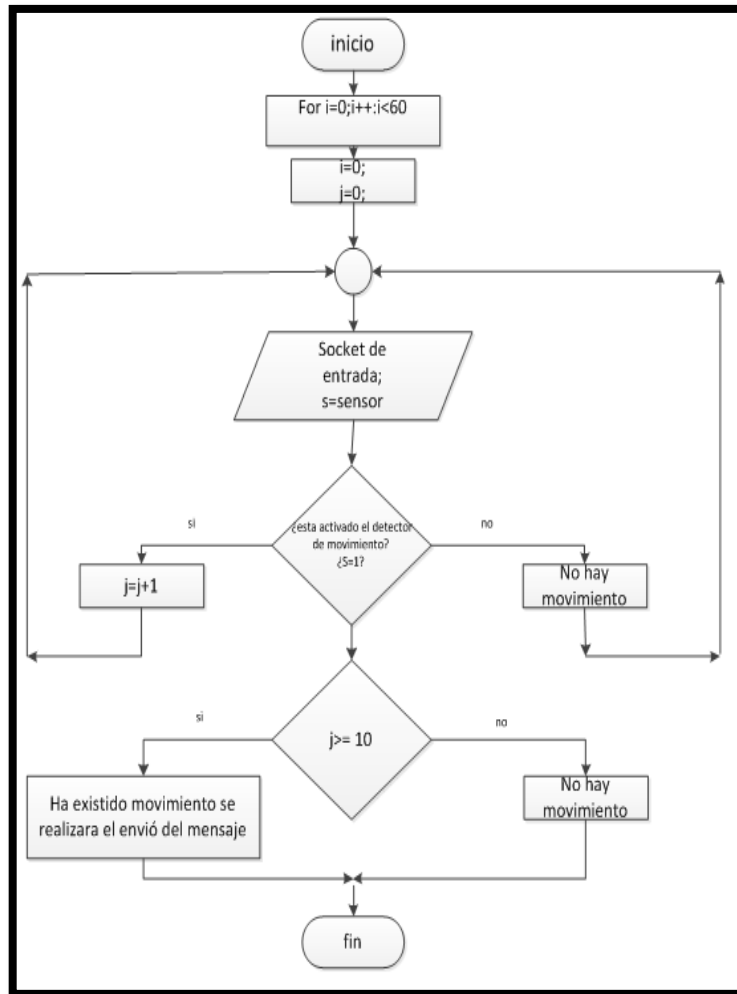 inicio
For i=0;i++:i<60
i=0;
j=0;
Socket de
entrada;
s=sensor
¿esta activado el detector
de movimiento?
¿S=1?
si
no
j=j+1
No hay
movimiento
j>= 10
si
no
Ha existido movimiento se
realizara el envió del mensaje
No hay
movimiento
fin